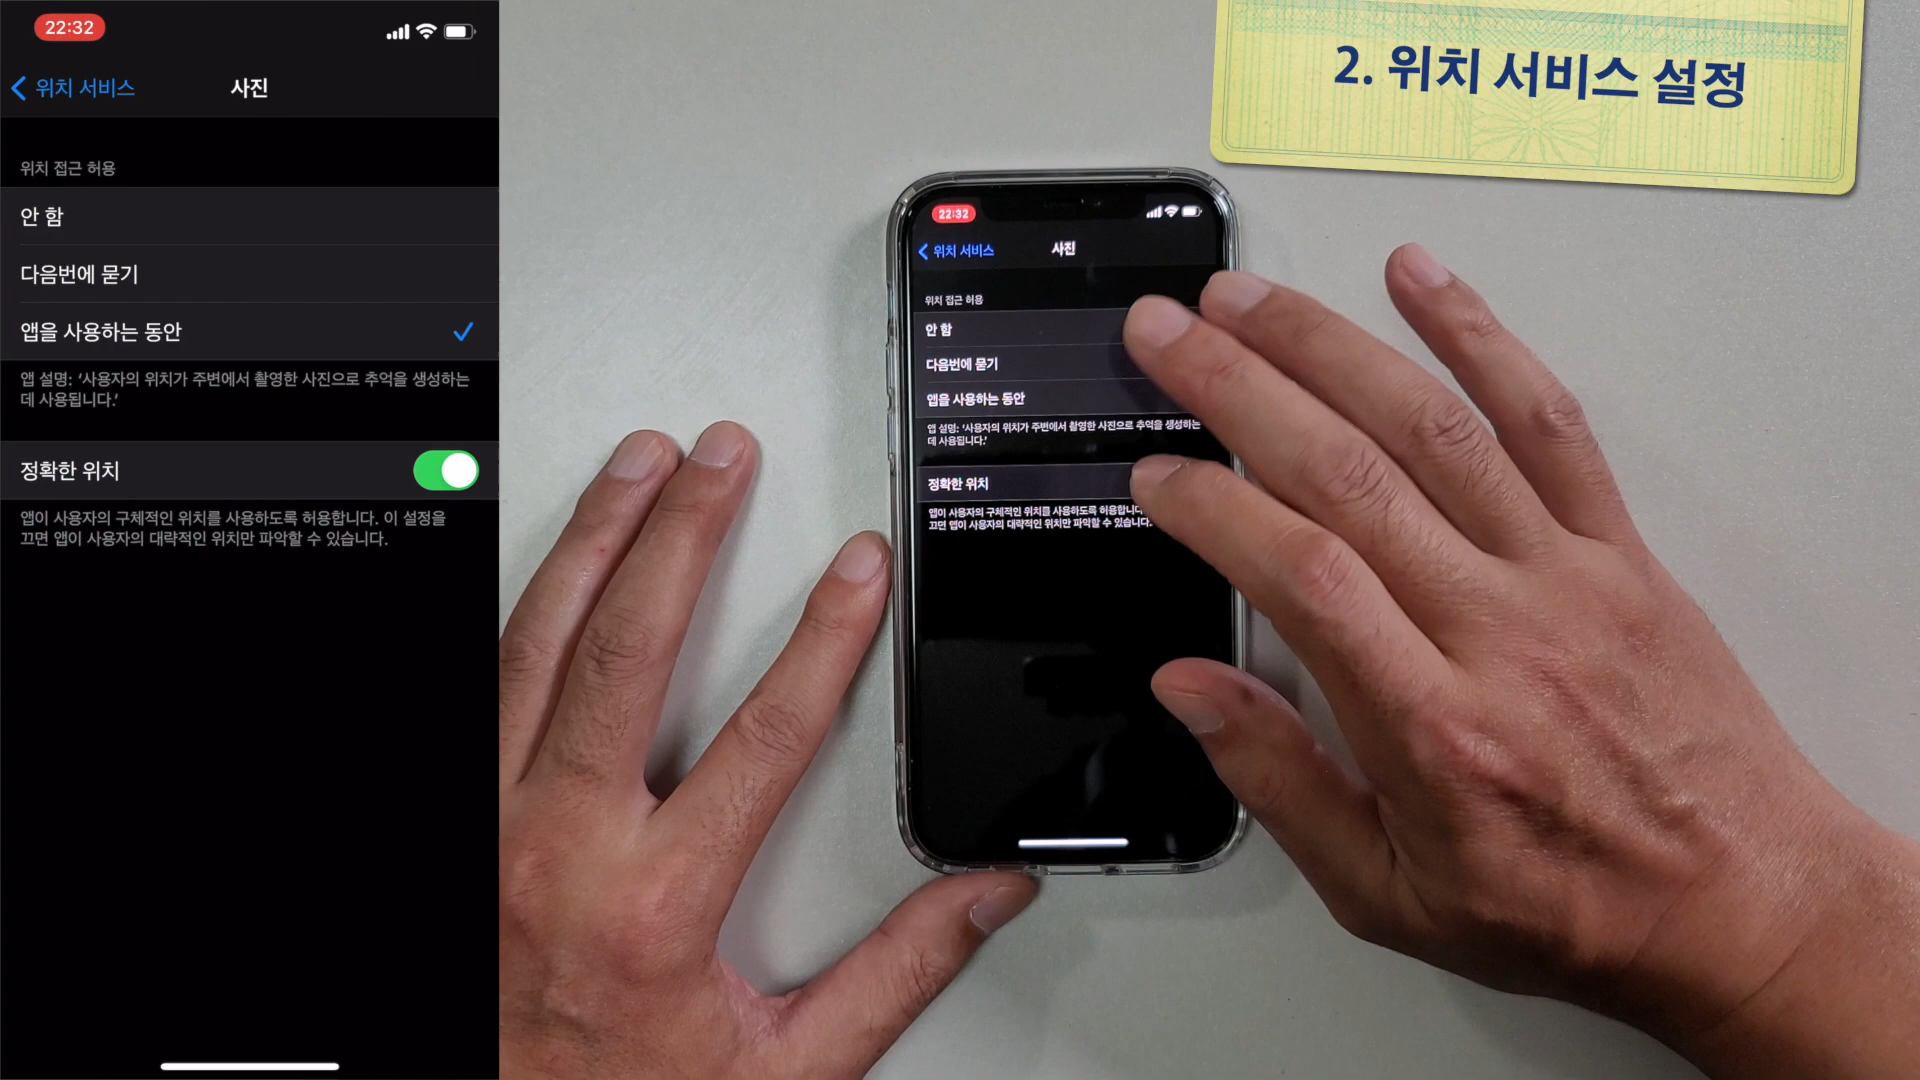 22:32
위치 서비스
사진
위치 접근 허용
안 함
다음번에 묻기
앱을 사용하는 동안
앱 설명: ‘사용자의 위치가 주변에서 촬영한 사진으로 추억을 생성하는
데 사용됩니다.’
정확한 위치
앱이 사용자의 구체적인 위치를 사용하도록 허용합니다. 이 설정을
끄면 앱이 사용자의 대략적인 위치만 파악할 수 있습니다.
2. 위치 서비스 설정
22:32
위치 서비스
사진
위치 접근 허용
안 함
다음번에 묻기
앱을 사용하는 동안
앱 설명: ‘사용자의 위치가 주변에서 촬영한 사진으로 추억을 생성하는
데 사용됩니다.’
정확한 위치
앱이 사용자의 구체적인 위치를 사용하도록 허용합니
끄면 앱이 사용자의 대략적인 위치만 파악할 수 있습니다.